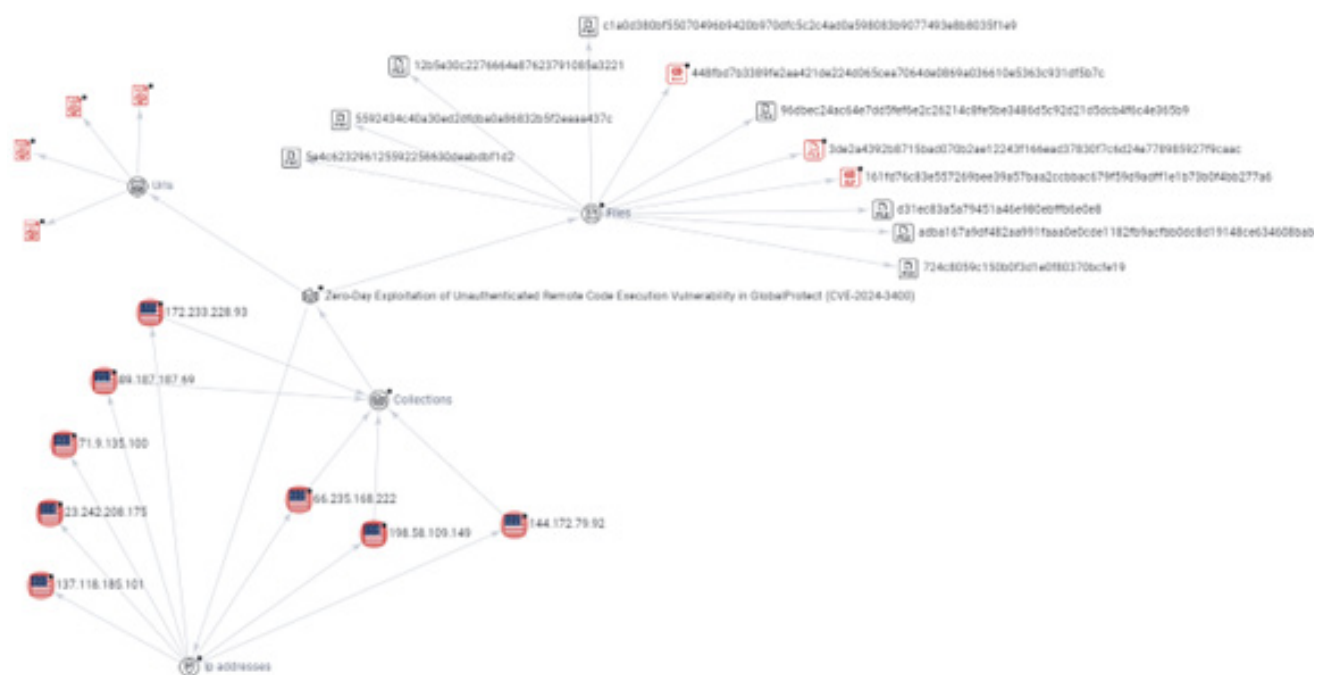 c1a0d380bf55070496b9420b970dfc5c2c4ad0a598083b9077493e8b8035f1e9
12b5e30c2276664e87623791085a3221
448fbd7b3389fe2aa421de224d065cea7064de0869a036610e5363c931df5b7c
96dbec24ac64e7dd5fef6e2c26214c8fe5be3486d5c92d21d5dcb4f6c4e365b9
5592434c40a30ed2dfdba0a86832b5f2eaaa437c
3de2a4392b8715bad070b2ae12243f166ead37830f7c6d24e778985927f9caac
5a4c623296125592256630deabdbf1d2
161fd76c83e557269bee39a57baa2ccbbac679f59d9adff1e1b73b0f4bb277a6
Urls
Files
d31ec83a5a79451a46e980ebffb6e0e8
adba167a9df482aa991faaa0e0cde1182fb9acfbb0dc8d19148ce634608bab
724c8059c150b0f3d1e0f80370bcfe19
Zero-Day Exploitation of Unauthenticated Remote Code Execution Vulnerability in GlobalProtect (CVE-2024-3400)
172.233.228.93
89.187.187.69
Collections
71.9.135.100
66.235.168.222
23.242.208.175
144.172.79.92
198.58.109.149
137.118.185.101
Ip addresses